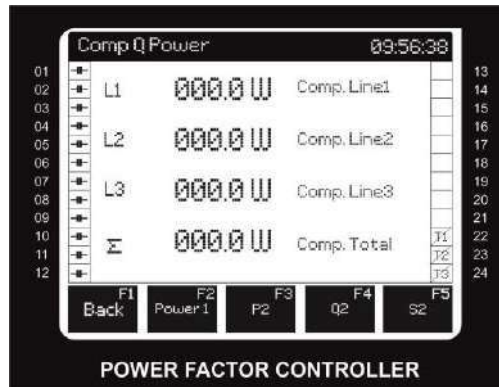 Comp Q Power 09:56:38
01 13
02 L1 000.0 W Comp. Line1 14
03 15
04 16
05 L2 000.0 W Comp. Line2 17
06 18
07 19
08 L3 000.0 W Comp. Line3 20
09 21
10 T1 22
11 Σ 000.0 W Comp. Total T2 23
12 T3 24
F1 F2 F3 F4 F5
Back Power 1 P2 Q2 S2
POWER FACTOR CONTROLLER